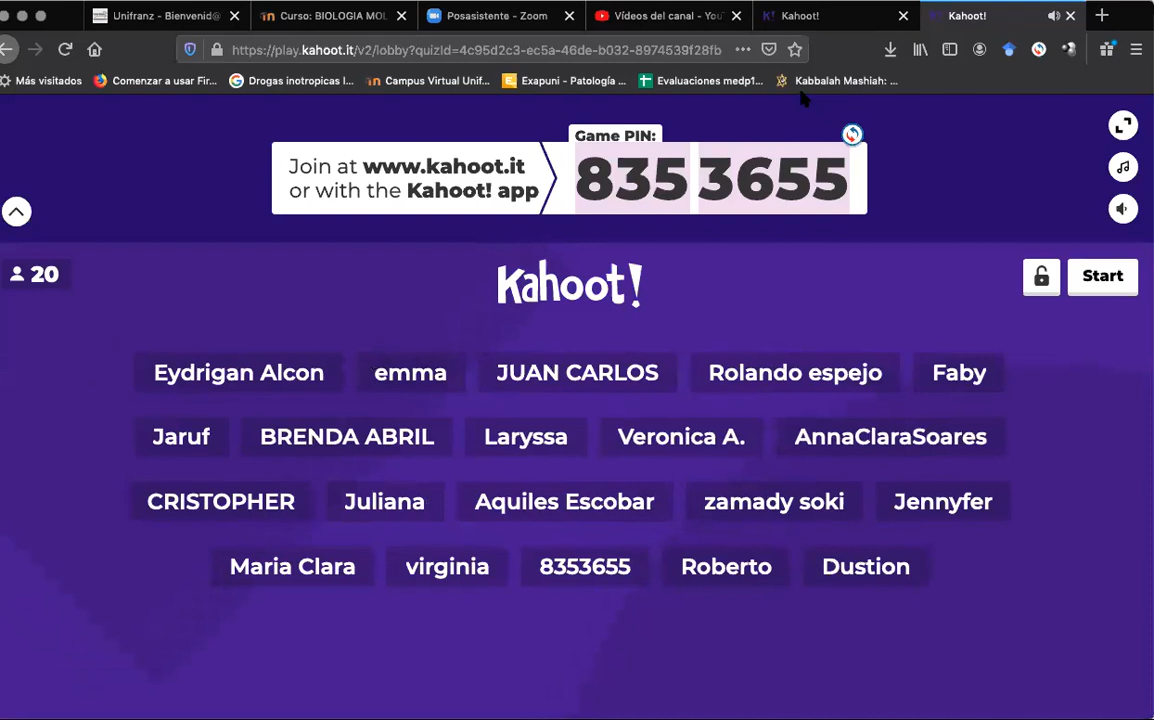 Unifranz - Bienvenid@
Curso: BIOLOGIA MOL
Posasistente - Zoom
Vídeos del canal - You
Kahoot!
Kahoot!
https://play.kahoot.it/v2/lobby?quizId=4c95d2c3-ec5a-46de-b032-8974539f28fb
Más visitados
Comenzar a usar Fir...
Drogas inotropicas l...
Campus Virtual Unif...
Exapuni - Patología ...
Evaluaciones medp1...
Kabbalah Mashiah: ...
Game PIN:
Join at www.kahoot.it
or with the Kahoot! app
835 3655
20
Kahoot!
Start
Eydrigan Alcon emma JUAN CARLOS Rolando espejo Faby
Jaruf BRENDA ABRIL Laryssa Veronica A. AnnaClaraSoares
CRISTOPHER Juliana Aquiles Escobar zamady soki Jennyfer
Maria Clara virginia 8353655 Roberto Dustion